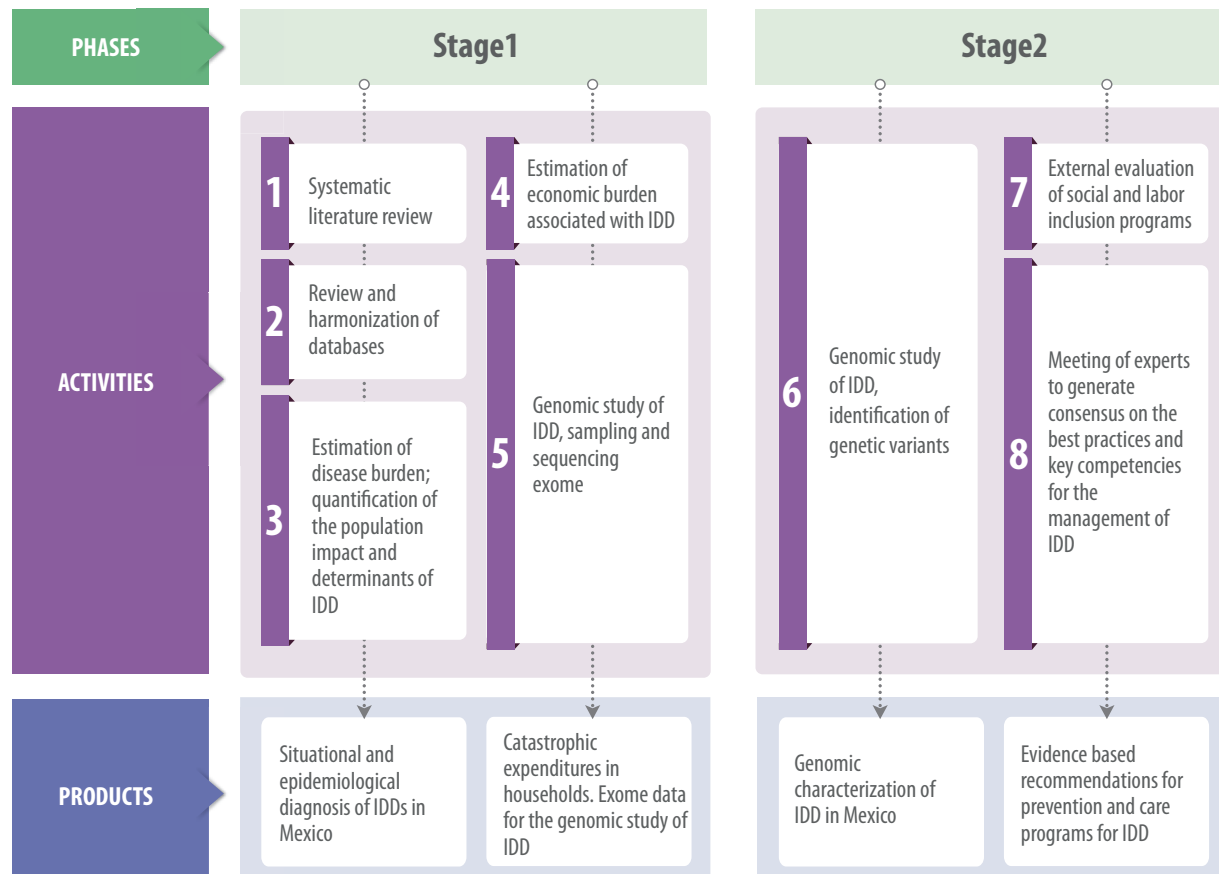 PHASES
Stage1
Stage2
ACTIVITIES
1
Systematic
literature review
2
Review and
harmonization of
databases
3
Estimation of
disease burden;
quantification of
the population
impact and
determinants of
IDD
4
Estimation of
economic burden
associated with IDD
5
Genomic study of
IDD, sampling and
sequencing
exome
6
Genomic study
of IDD,
identification of
genetic variants
7
External evaluation
of social and labor
inclusion programs
8
Meeting of experts
to generate
consensus on the
best practices and
key competencies
for the
management of
IDD
PRODUCTS
Situational and
epidemiological
diagnosis of IDDs in
Mexico
Catastrophic
expenditures in
households. Exome data
for the genomic study of
IDD
Genomic
characterization of
IDD in Mexico
Evidence based
recommendations for
prevention and care
programs for IDD